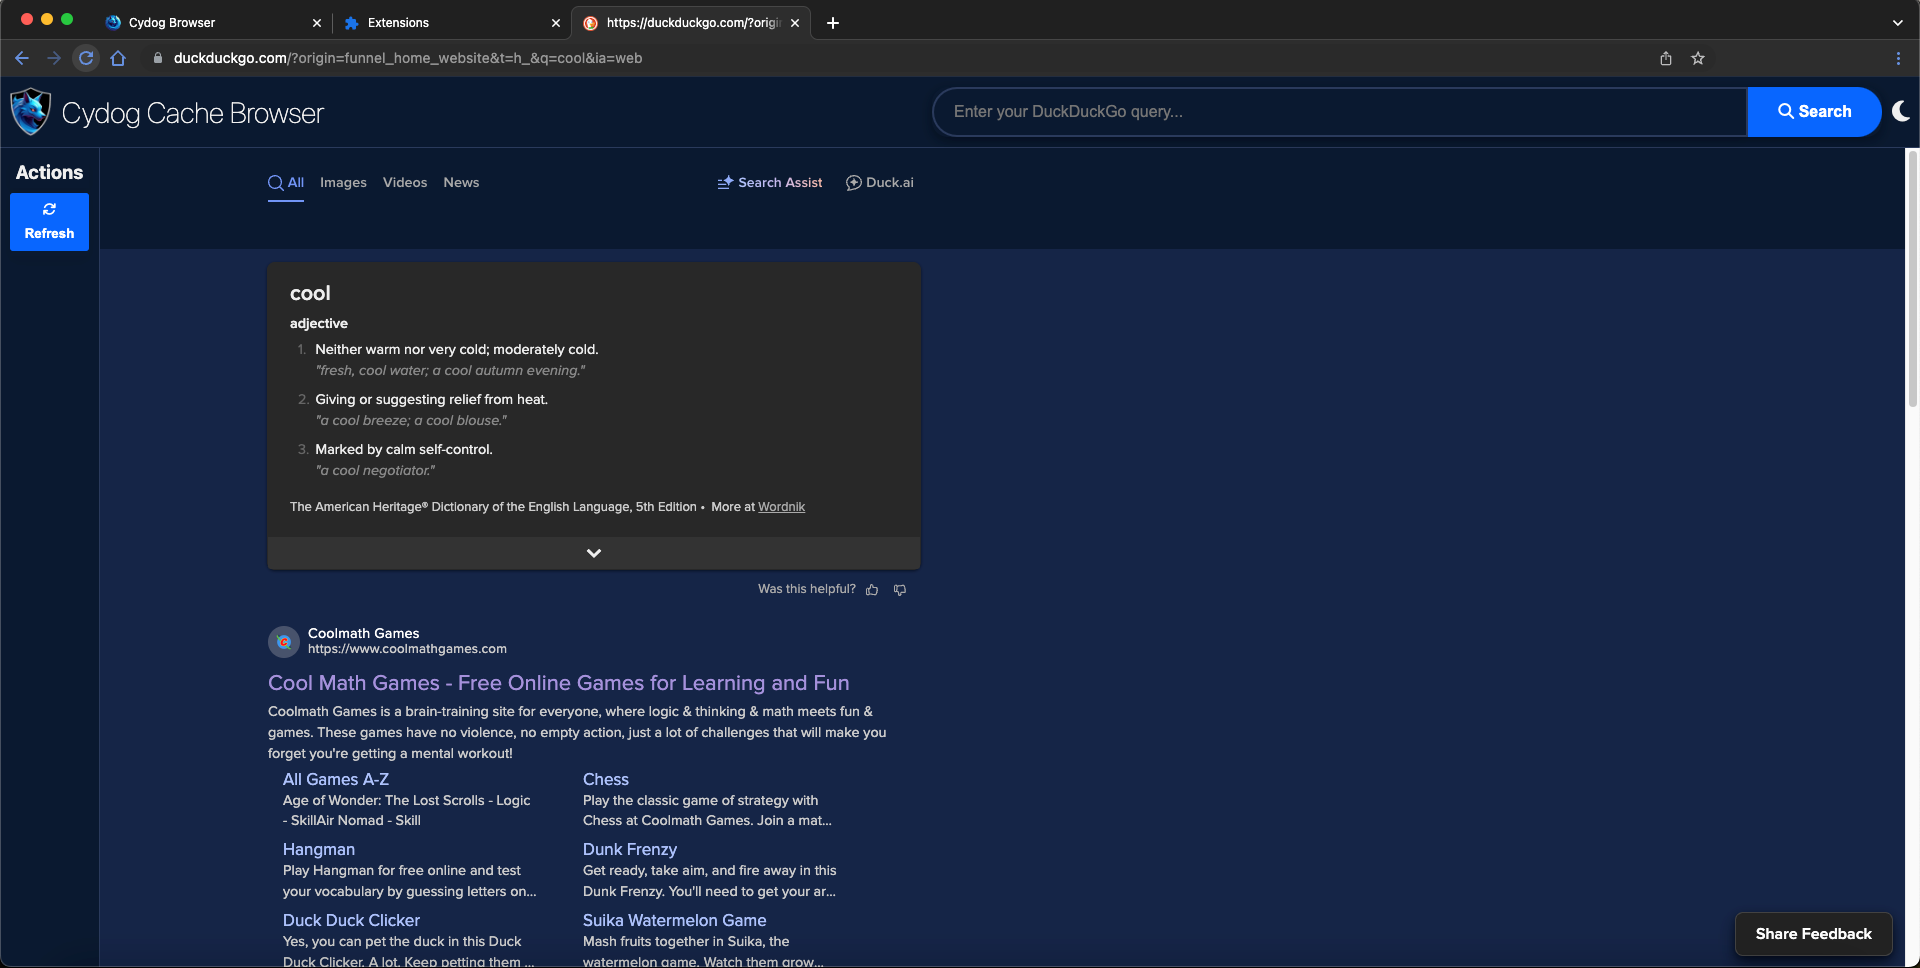 Cydog Browser
Extensions
https://duckduckgo.com/?origi
duckduckgo.com/?origin=funnel_home_website&t=h_&q=cool&ia=web
Cydog Cache Browser
Enter your DuckDuckGo query...
Search
Actions
Refresh
All Images Videos News
Search Assist Duck.ai
cool
adjective
1. Neither warm nor very cold; moderately cold.
"fresh, cool water; a cool autumn evening."
2. Giving or suggesting relief from heat.
"a cool breeze; a cool blouse."
3. Marked by calm self-control.
"a cool negotiator."
The American Heritage® Dictionary of the English Language, 5th Edition • More at Wordnik
Was this helpful?
Coolmath Games
https://www.coolmathgames.com
Cool Math Games - Free Online Games for Learning and Fun
Coolmath Games is a brain-training site for everyone, where logic & thinking & math meets fun &
games. These games have no violence, no empty action, just a lot of challenges that will make you
forget you're getting a mental workout!
All Games A-Z
Age of Wonder: The Lost Scrolls - Logic
- SkillAir Nomad - Skill
Chess
Play the classic game of strategy with
Chess at Coolmath Games. Join a mat...
Hangman
Play Hangman for free online and test
your vocabulary by guessing letters on...
Dunk Frenzy
Get ready, take aim, and fire away in this
Dunk Frenzy. You'll need to get your ar...
Duck Duck Clicker
Yes, you can pet the duck in this Duck
Duck Clicker. A lot. Keep petting them ...
Suika Watermelon Game
Mash fruits together in Suika, the
watermelon game. Watch them grow...
Share Feedback